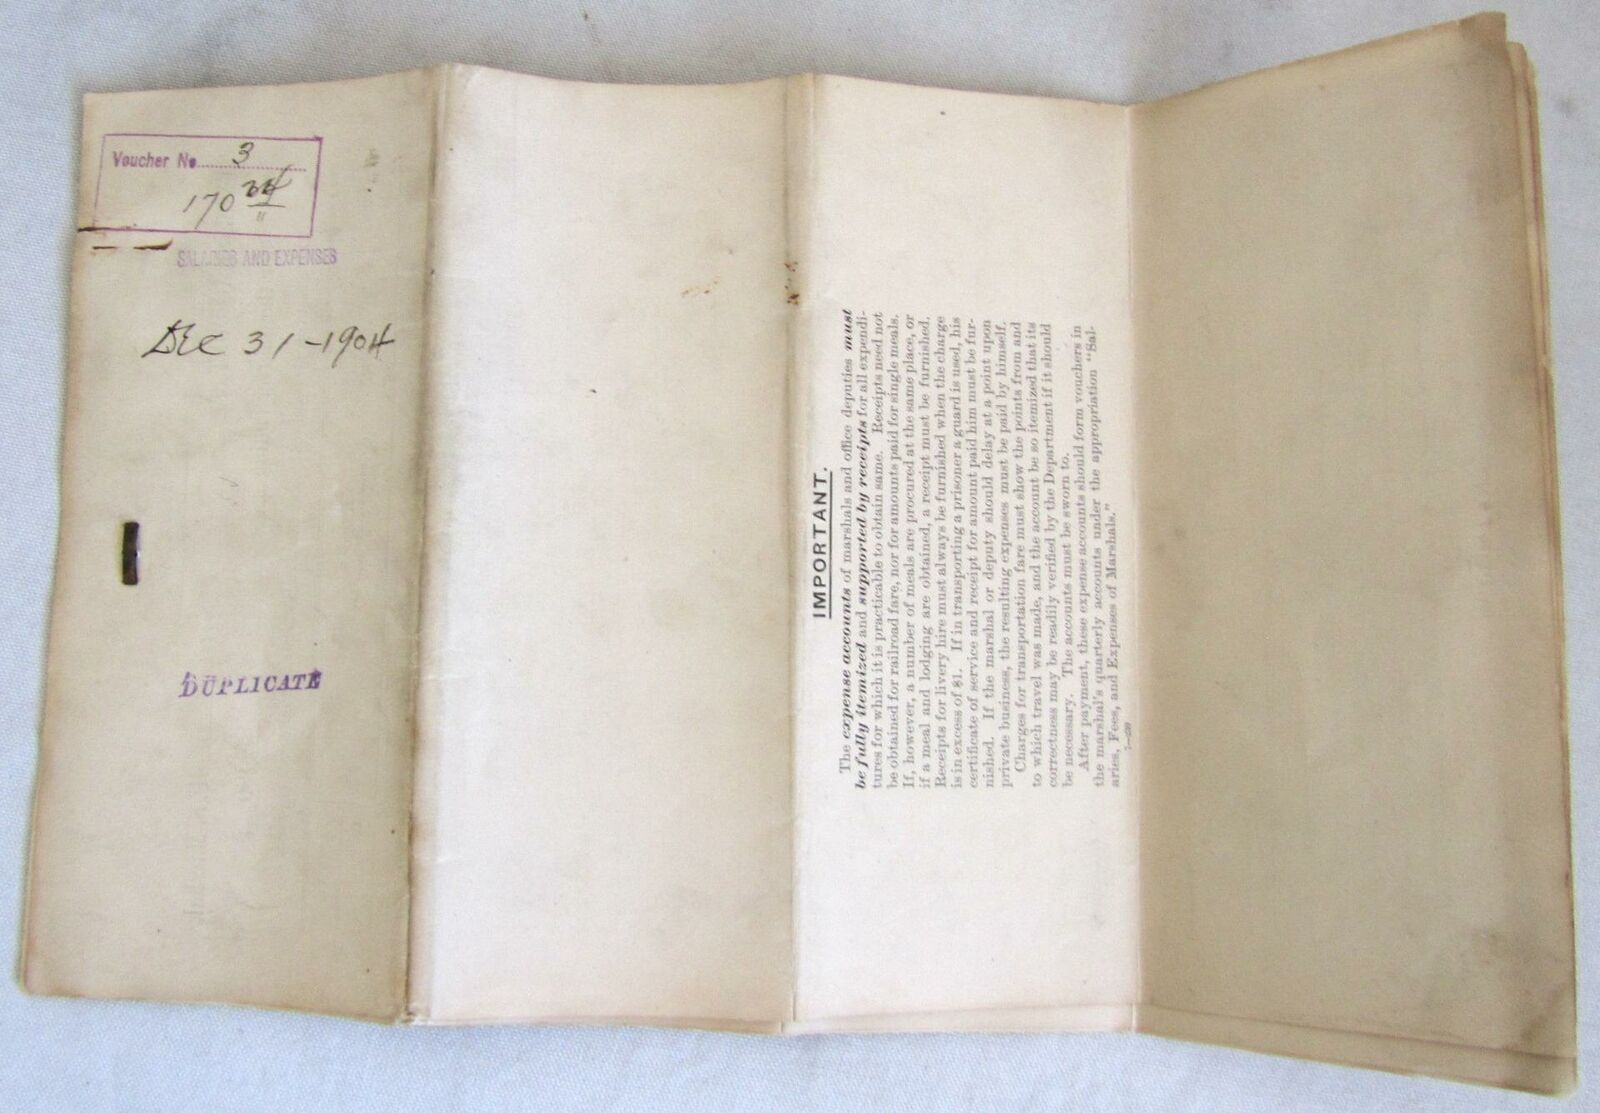 Voucher No. 3
170
SALARIES AND EXPENSES
Dec 31-1904
DUPLICATE
IMPORTANT.
The expense accounts of marshals and office deputies must
be fully itemized and supported by receipts for all expendi-
tures for which it is practicable to obtain same. Receipts need not
be obtained for railroad fare, nor for amounts paid for single meals.
If, however, a number of meals are procured at the same place, or
if a meal and lodging are obtained, a receipt must be furnished.
Receipts for livery hire must always be furnished when the charge
is in excess of $1. If in transporting a prisoner a guard is used, his
certificate of service and receipt for amount paid him must be fur-
nished. If the marshal or deputy should delay at a point upon
private business, the resulting expenses must be paid by himself.
Charges for transportation fare must show the points from and
to which travel was made, and the account be so itemized that its
correctness may be readily verified by the Department if it should
be necessary. The accounts must be sworn to.
After payment, these expense accounts should form vouchers in
the marshal's quarterly accounts under the appropriation "Sal-
aries, Fees, and Expenses of Marshals."